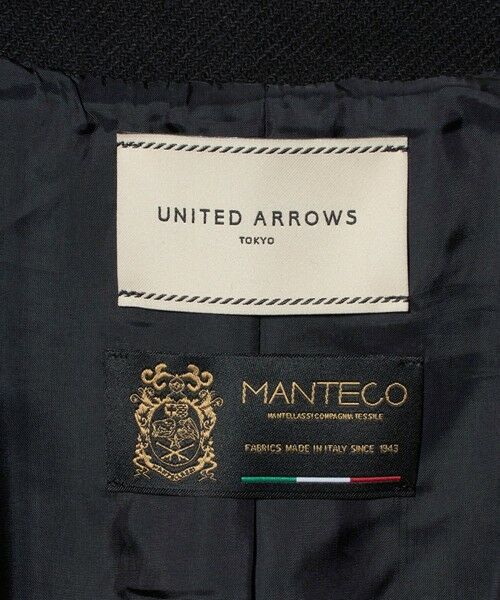 UNITED ARROWS
TOKYO
MANTECO
MANTELLASSI COMPAGNIA TESSILE
FABRICS MADE IN ITALY SINCE 1943